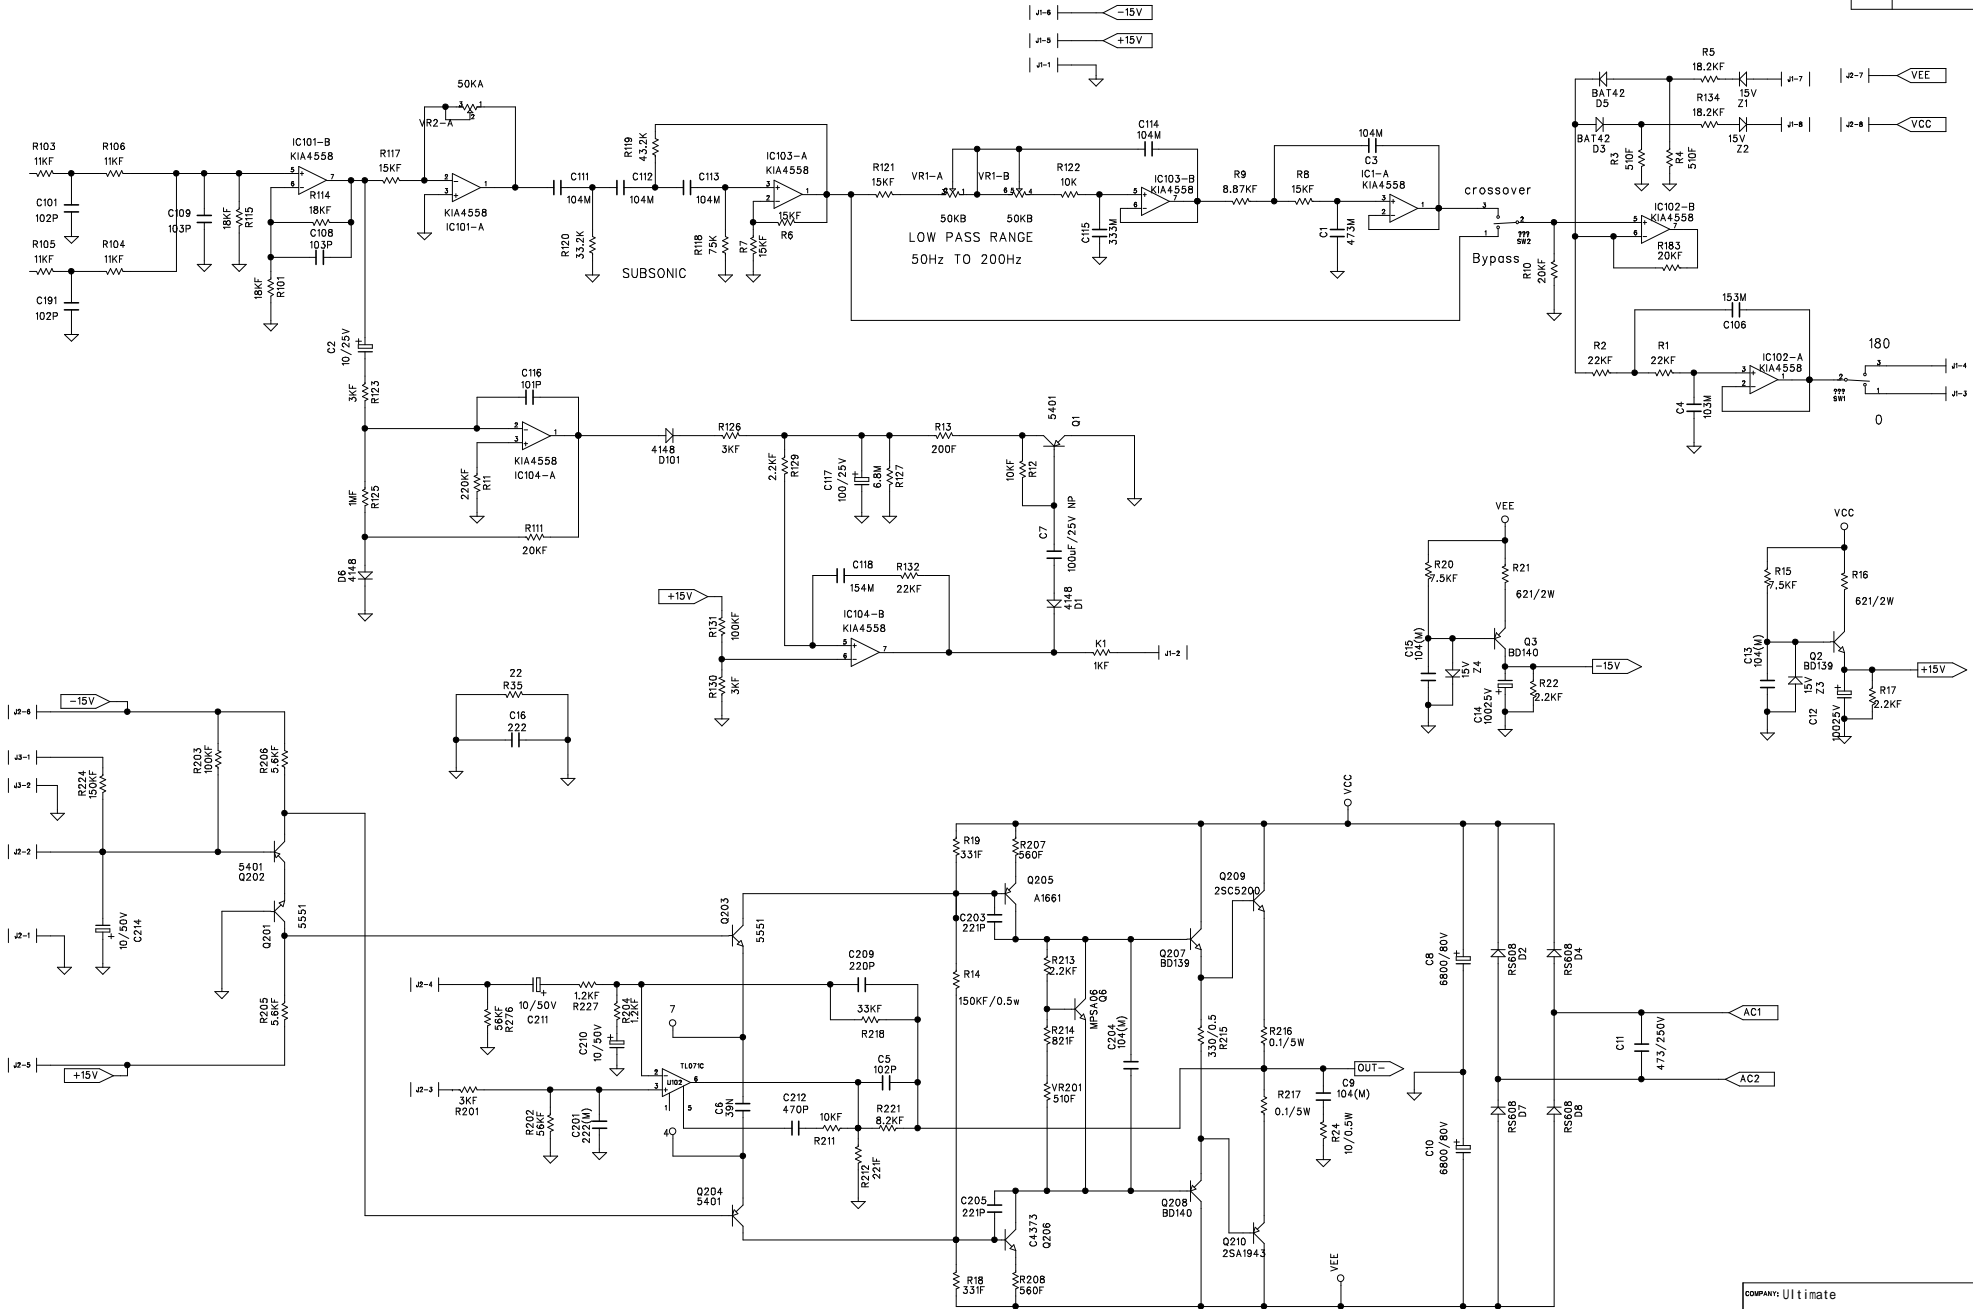 J1-6
-15V
J1-5
+15V
J1-1
R5
18.2KF
BAT42
D5
15V
Z1
J1-7
J2-7
VEE
R134
18.2KF
BAT42
D3
15V
Z2
J1-8
J2-8
VCC
R3
510F
R4
510F
50KA
VR2-A
R103
11KF
R106
11KF
C101
102P
R105
11KF
R104
11KF
C191
102P
C109
103P
18KF
R115
IC101-B
KIA4558
R114
18KF
C108
103P
18KF
R101
R117
15KF
KIA4558
IC101-A
C111
104M
C112
104M
C113
104M
R119
43.2K
R120
33.2K
R118
75K
SUBSONIC
IC103-A
KIA4558
15KF
R6
R7
15KF
R121
15KF
VR1-A
50KB
VR1-B
50KB
LOW PASS RANGE
50Hz TO 200Hz
R122
10K
C114
104M
C115
333M
IC103-B
KIA4558
R9
8.87KF
R8
15KF
104M
C3
IC1-A
KIA4558
C1
473M
crossover
Bypass
???
SW2
R10
20KF
IC102-B
KIA4558
R183
20KF
153M
C106
R2
22KF
R1
22KF
C4
103M
IC102-A
KIA4558
???
SW1
180
0
J1-4
J1-3
C2
10/25V
3KF
R123
C116
101P
KIA4558
IC104-A
220KF
R11
1MF
R125
R111
20KF
D6
4148
4148
D101
R126
3KF
2.2KF
R129
C117
100/25V
6.8M
R127
R13
200F
10KF
R12
5401
Q1
C7
100uF/25V NP
4148
D1
C118
154M
R132
22KF
+15V
R131
100KF
R130
3KF
IC104-B
KIA4558
K1
1KF
J1-2
VEE
R20
7.5KF
R21
621/2W
C15
104(M)
15V
Z4
Q3
BD140
-15V
C14
10025V
R22
2.2KF
VCC
R15
7.5KF
R16
621/2W
C13
104(M)
15V
Z3
Q2
BD139
+15V
C12
10025V
R17
2.2KF
22
R35
C16
222
-15V
J2-6
J3-1
J3-2
J2-2
J2-1
J2-5
+15V
R224
150KF
R203
100KF
R206
5.6KF
5401
Q202
Q201
5551
10/50V
C214
R205
5.6KF
J2-4
56KF
R276
10/50V
C211
1.2KF
R227
R204
1.2KF
C210
10/50V
J2-3
3KF
R201
R202
56KF
C201
222(M)
TL071C
U102
7
4
Q203
5551
Q204
5401
C6
39N
C209
220P
33KF
R218
C5
102P
C212
470P
10KF
R211
R221
8.2KF
R212
221F
R19
331F
R207
560F
Q205
A1661
C203
221P
R14
150KF/0.5w
R213
2.2KF
MPSA06
Q6
R214
821F
VR201
510F
C204
104(M)
C205
221P
C4373
Q206
R18
331F
R208
560F
Q207
BD139
Q208
BD140
330/0.5
R215
Q209
2SC5200
Q210
2SA1943
R216
0.1/5W
R217
0.1/5W
OUT-
C9
104(M)
R24
10/0.5W
VCC
VEE
C8
6800/80V
C10
6800/80V
RS608
D2
RS608
D4
RS608
D7
RS608
D8
C11
473/250V
AC1
AC2
COMPANY: Ultimate